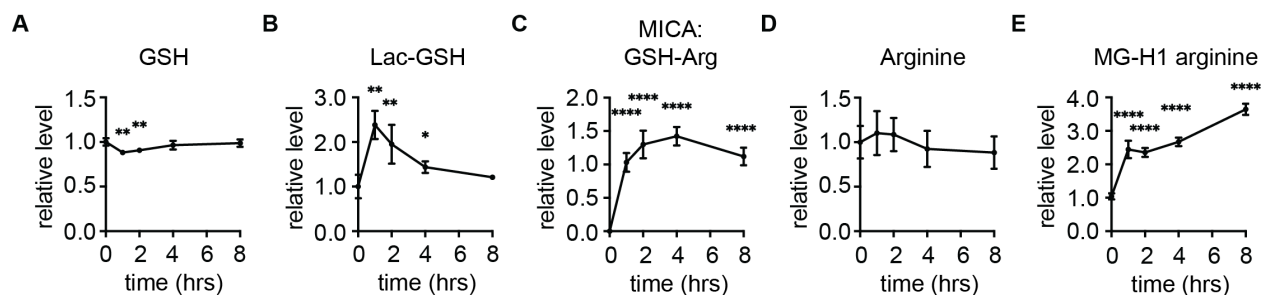 A
GSH
relative level
1.5
1.0
0.5
0.0
** **
0 2 4 6 8
time (hrs)
B
Lac-GSH
relative level
3.0
2.0
1.0
0.0
**
**
*
0 2 4 6 8
time (hrs)
C
MICA:
GSH-Arg
relative level
2.0
1.5
1.0
0.5
0.0
****
****
****
****
0 2 4 6 8
time (hrs)
D
Arginine
relative level
1.5
1.0
0.5
0.0
0 2 4 6 8
time (hrs)
E
MG-H1 arginine
relative level
4.0
3.0
2.0
1.0
0.0
****
****
****
****
0 2 4 6 8
time (hrs)